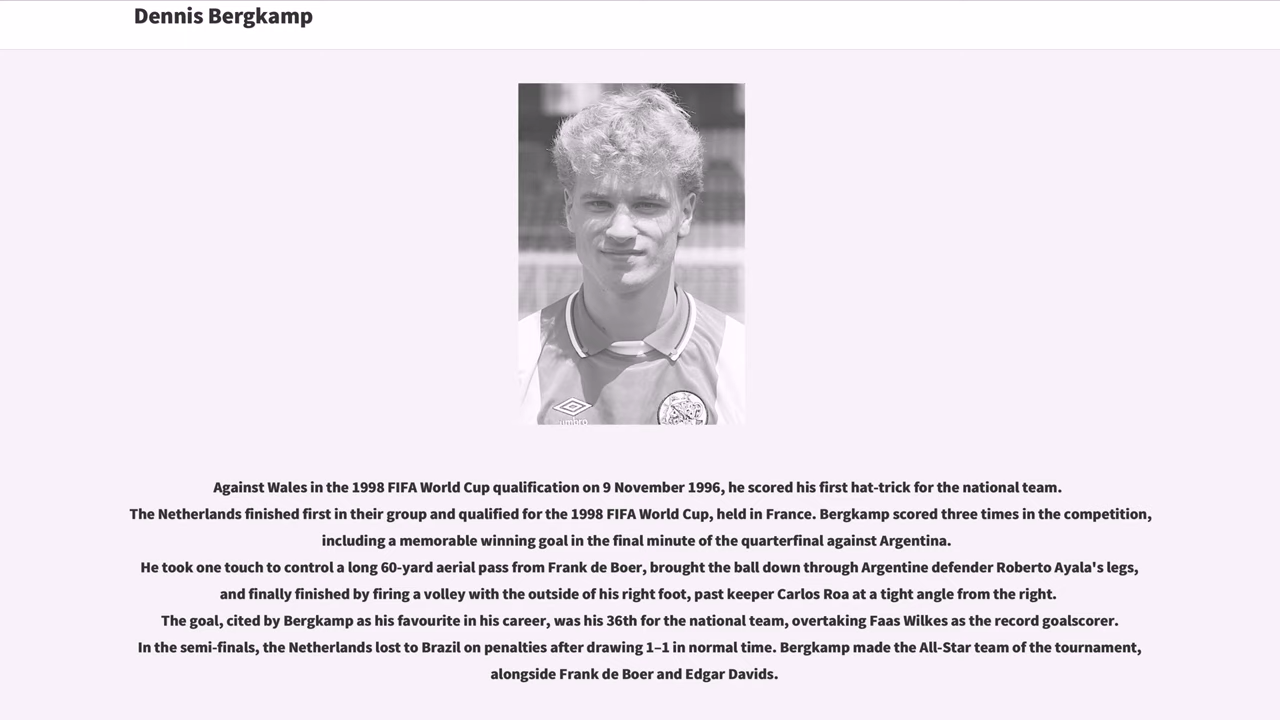 Dennis Bergkamp
umbro
Against Wales in the 1998 FIFA World Cup qualification on 9 November 1996, he scored his first hat-trick for the national team.
The Netherlands finished first in their group and qualified for the 1998 FIFA World Cup, held in France. Bergkamp scored three times in the competition,
including a memorable winning goal in the final minute of the quarterfinal against Argentina.
He took one touch to control a long 60-yard aerial pass from Frank de Boer, brought the ball down through Argentine defender Roberto Ayala's legs,
and finally finished by firing a volley with the outside of his right foot, past keeper Carlos Roa at a tight angle from the right.
The goal, cited by Bergkamp as his favourite in his career, was his 36th for the national team, overtaking Faas Wilkes as the record goalscorer.
In the semi-finals, the Netherlands lost to Brazil on penalties after drawing 1–1 in normal time. Bergkamp made the All-Star team of the tournament,
alongside Frank de Boer and Edgar Davids.